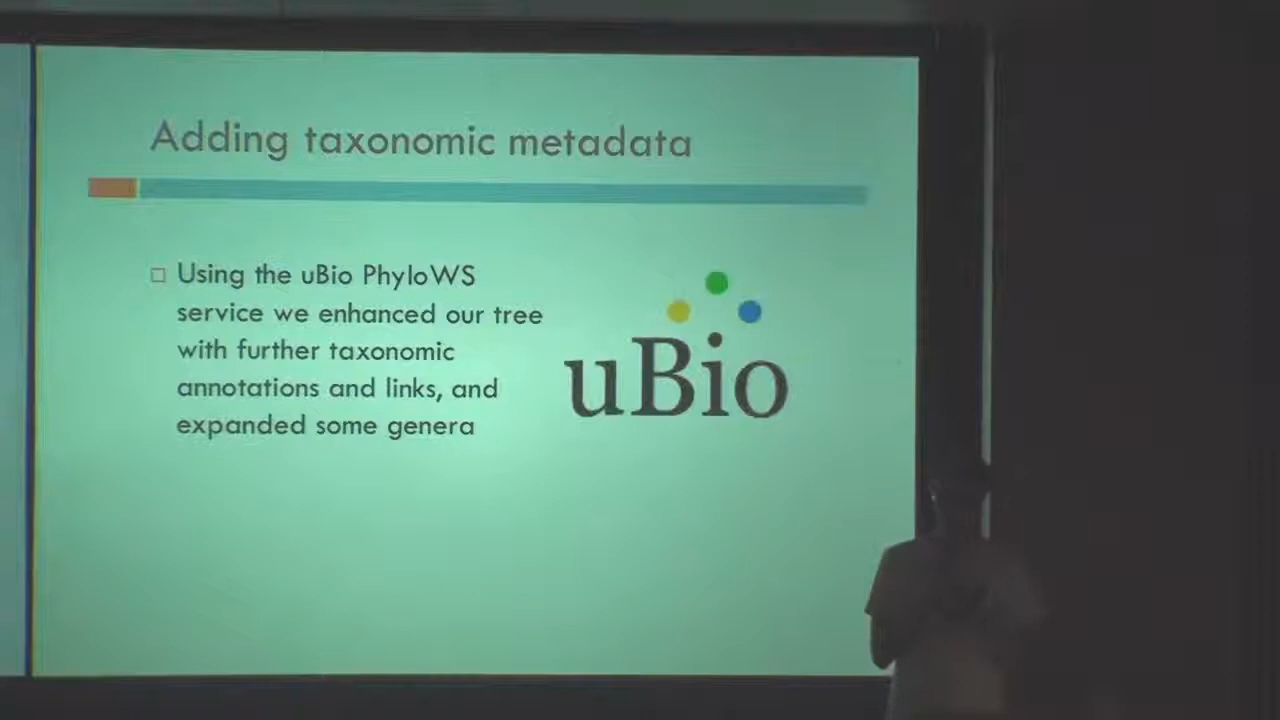 Adding taxonomic metadata
Using the uBio PhyloWS
service we enhanced our tree
with further taxonomic
annotations and links, and
expanded some genera
uBio